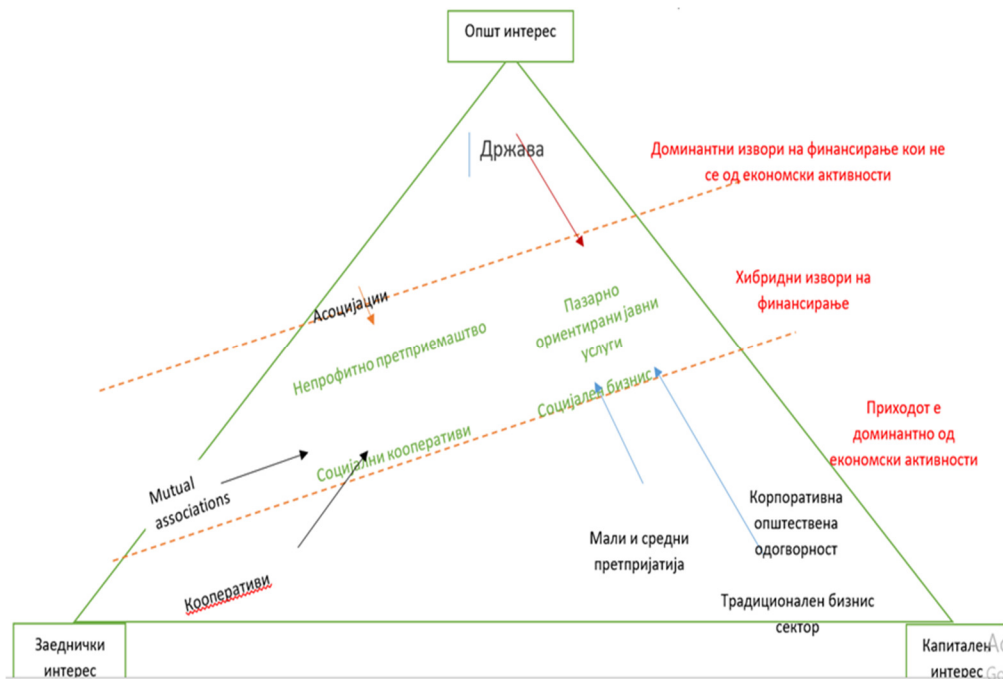 Општ интерес
Држава
Доминантни извори на финансирање кои не
се од економски активности
Хибридни извори на
финансирање
Асоцијации
Пазарно
ориентирани јавни
услуги
Непрофитно претприемаштво
Социјален бизнис
Социјални кооперативи
Приходот е
доминантно од
економски активности
Mutual
associations
Корпоративна
општествена
одогворност
Мали и средни
претпријатија
Кооперативи
Традиционален бизнис
сектор
Заеднички
интерес
Капитален
интерес